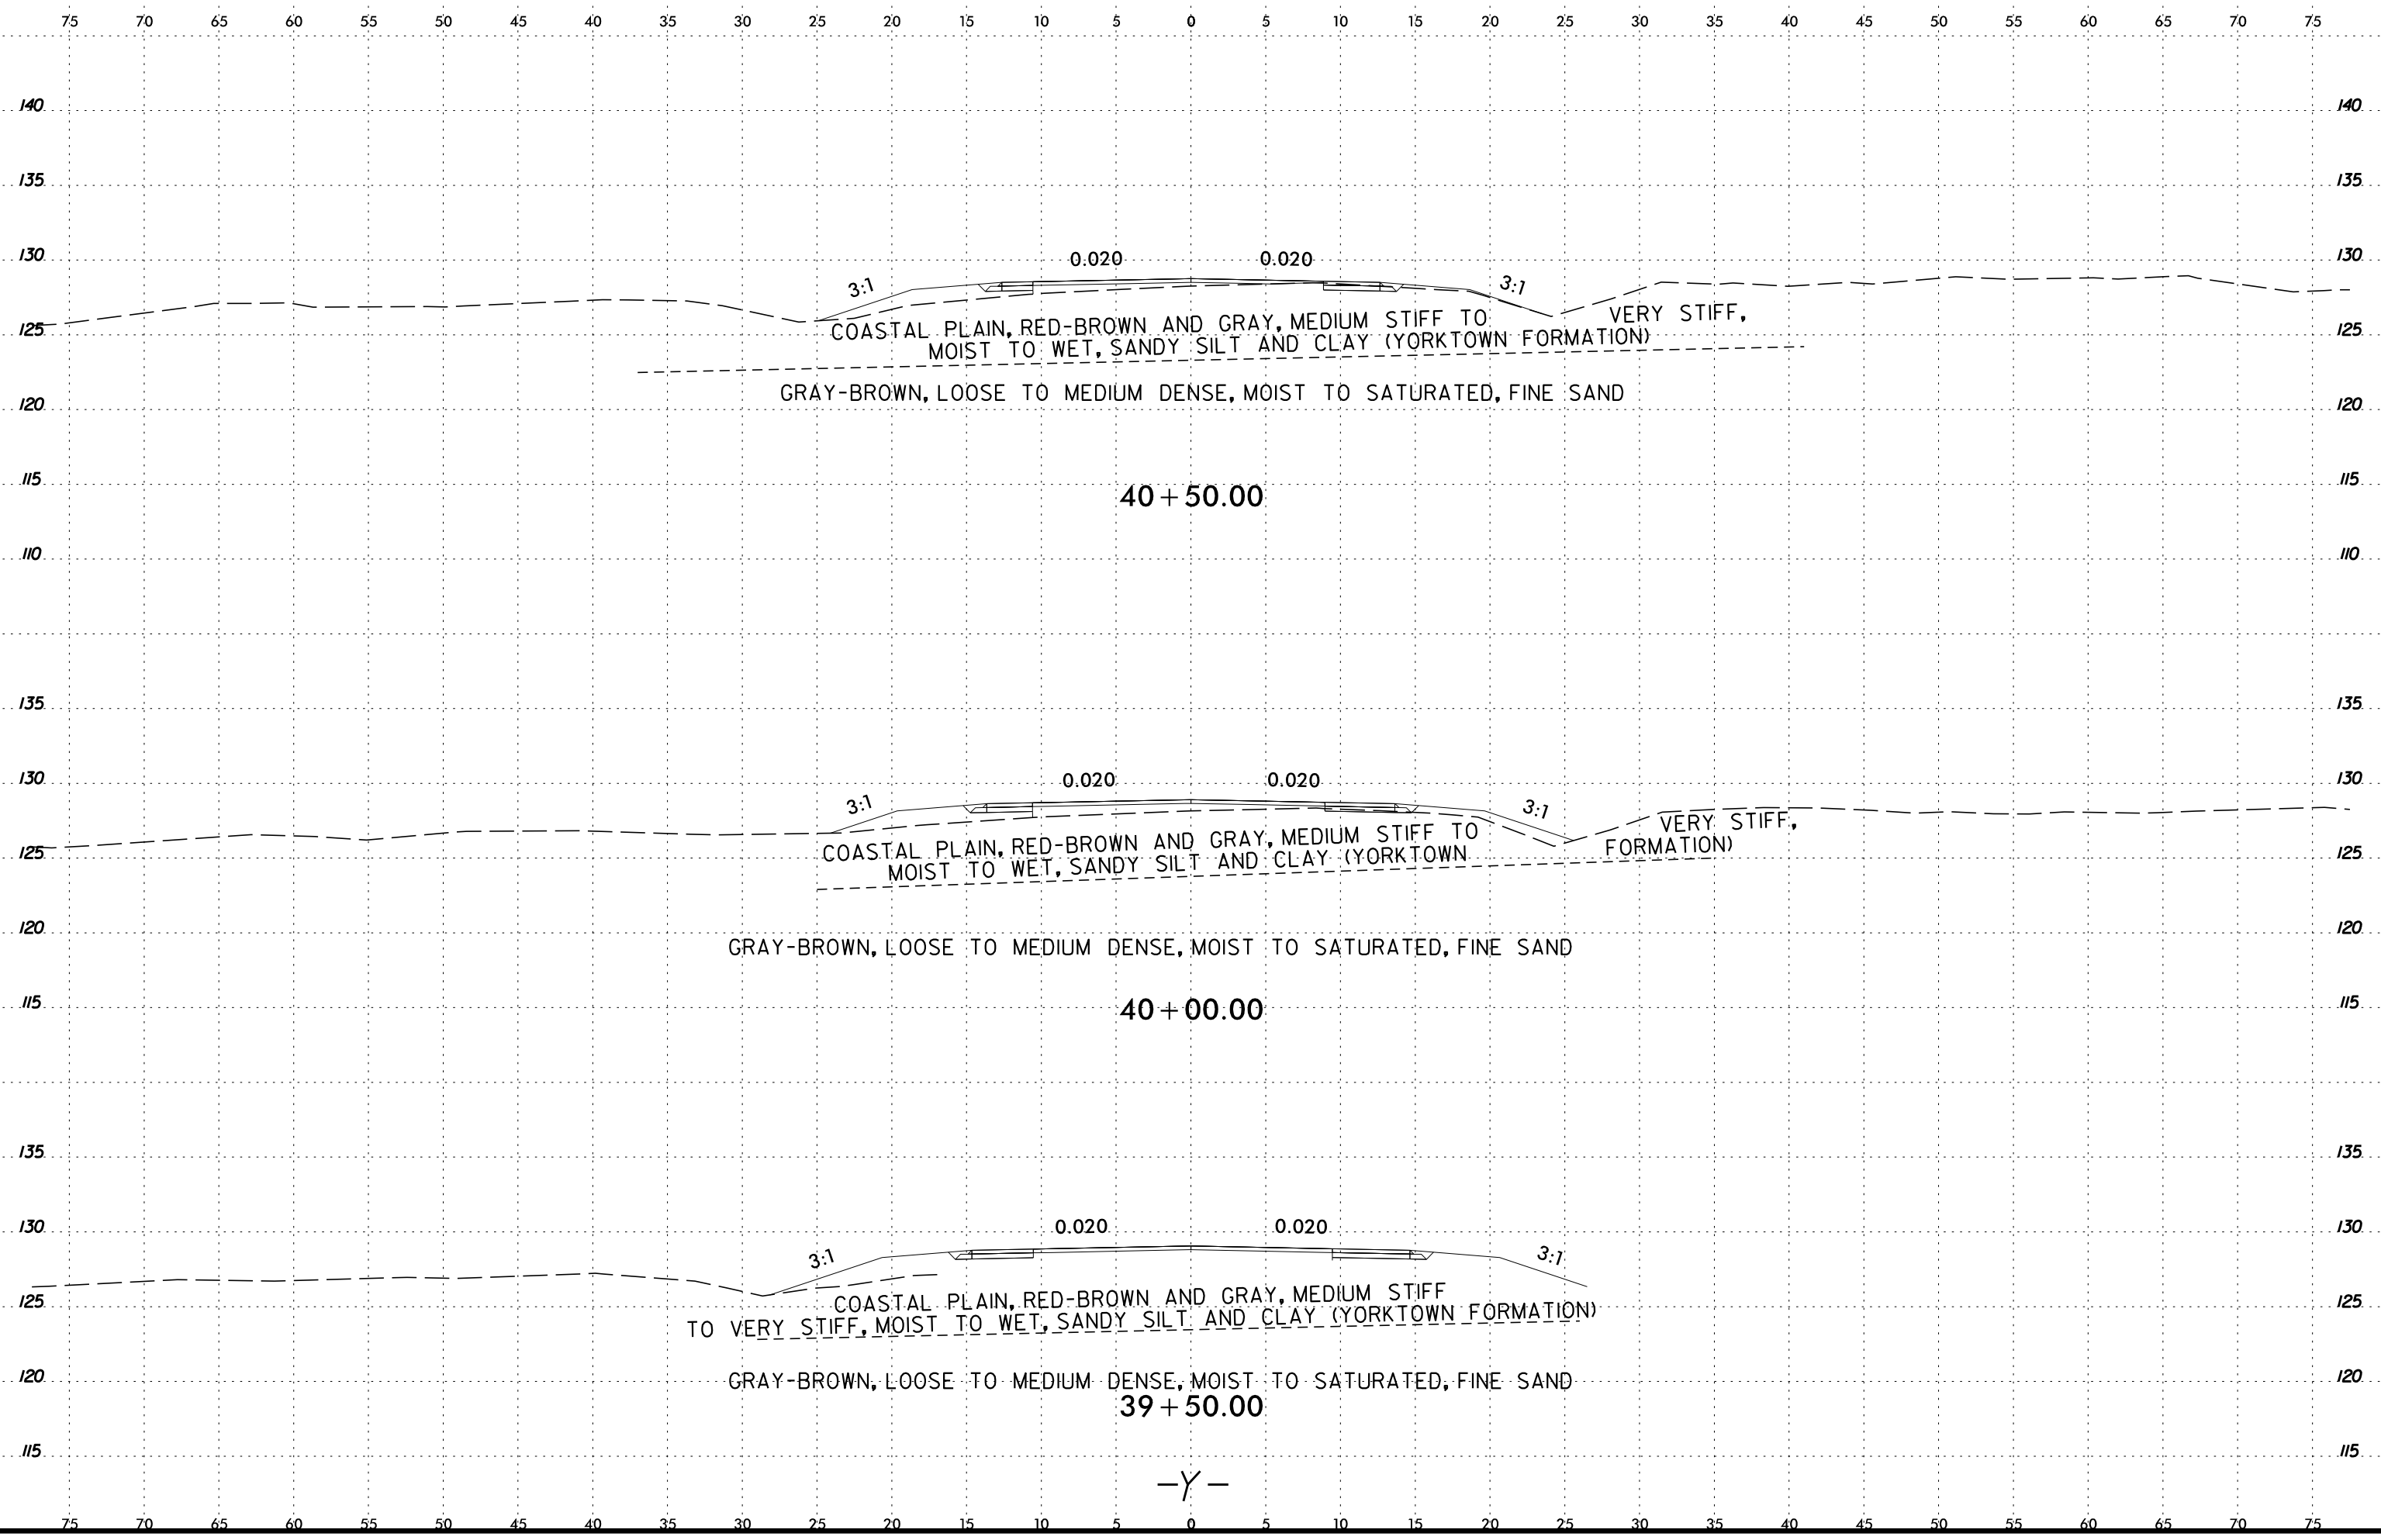 75 70 65 60 55 50 45 40 35 30 25 20 15 10 5 0 5 10 15 20 25 30 35 40 45 50 55 60 65 70 75
140 140
135 135
130 0.020 0.020 130
3:1 3:1
COASTAL PLAIN, RED-BROWN AND GRAY, MEDIUM STIFF TO VERY STIFF,
125 125
MOIST TO WET, SANDY SILT AND CLAY (YORKTOWN FORMATION)
GRAY-BROWN, LOOSE TO MEDIUM DENSE, MOIST TO SATURATED, FINE SAND
120 120
115 115
40+50.00
110 110
135 135
130 0.020 0.020 130
3:1 3:1
COASTAL PLAIN, RED-BROWN AND GRAY, MEDIUM STIFF TO VERY STIFF,
125 125
MOIST TO WET, SANDY SILT AND CLAY (YORKTOWN FORMATION)
120 120
GRAY-BROWN, LOOSE TO MEDIUM DENSE, MOIST TO SATURATED, FINE SAND
115 115
40+00.00
135 135
130 0.020 0.020 130
3:1 3:1
COASTAL PLAIN, RED-BROWN AND GRAY, MEDIUM STIFF
125 125
TO VERY STIFF, MOIST TO WET, SANDY SILT AND CLAY (YORKTOWN FORMATION)
120 120
GRAY-BROWN, LOOSE TO MEDIUM DENSE, MOIST TO SATURATED, FINE SAND
39+50.00
115 115
-Y-
75 70 65 60 55 50 45 40 35 30 25 20 15 10 5 0 5 10 15 20 25 30 35 40 45 50 55 60 65 70 75